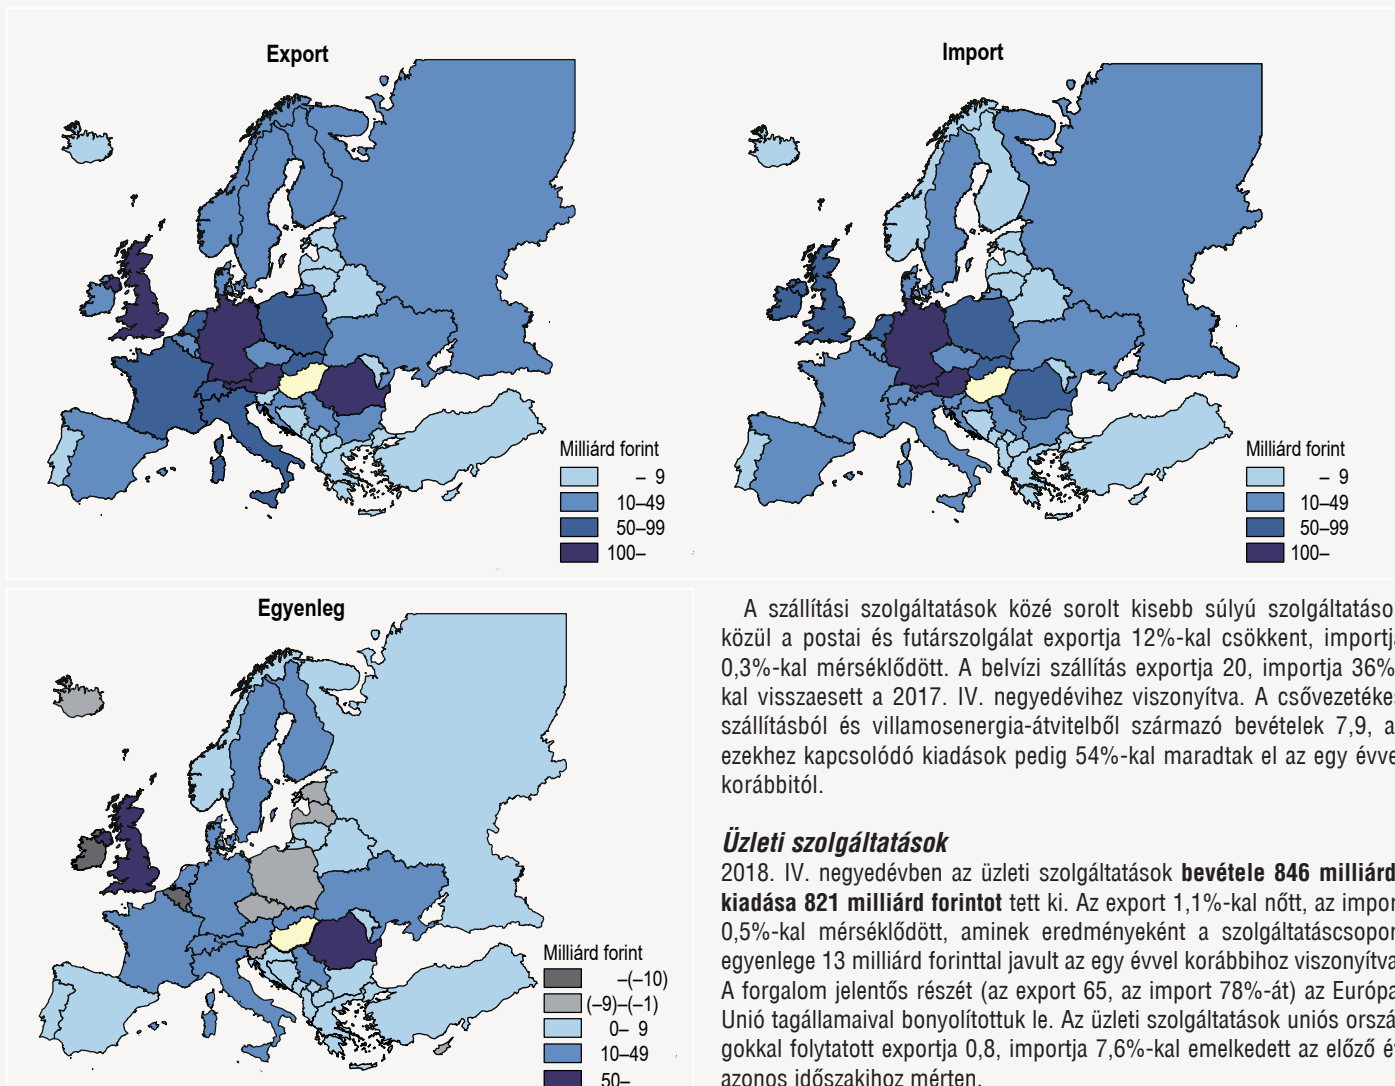 Export
Milliárd forint
– 9
10–49
50–99
100–
Import
Milliárd forint
– 9
10–49
50–99
100–
Egyenleg
Milliárd forint
–(–10)
(–9)–(–1)
0– 9
10–49
50–
A szállítási szolgáltatások közé sorolt kisebb súlyú szolgáltatáso
közül a postai és futárszolgálat exportja 12%-kal csökkent, importja
0,3%-kal mérséklődött. A belvízi szállítás exportja 20, importja 36%
kal visszaesett a 2017. IV. negyedévihez viszonyítva. A csővezetékes
szállításból és villamosenergia-átvitelből származó bevételek 7,9, a
ezekhez kapcsolódó kiadások pedig 54%-kal maradtak el az egy évve
korábbitól.
Üzleti szolgáltatások
2018. IV. negyedévben az üzleti szolgáltatások bevétele 846 milliárd
kiadása 821 milliárd forintot tett ki. Az export 1,1%-kal nőtt, az impor
0,5%-kal mérséklődött, aminek eredményeként a szolgáltatáscsopor
egyenlege 13 milliárd forinttal javult az egy évvel korábbihoz viszonyítva
A forgalom jelentős részét (az export 65, az import 78%-át) az Európa
Unió tagállamaival bonyolítottuk le. Az üzleti szolgáltatások uniós orszá
gokkal folytatott exportja 0,8, importja 7,6%-kal emelkedett az előző é
azonos időszakihoz mérten.